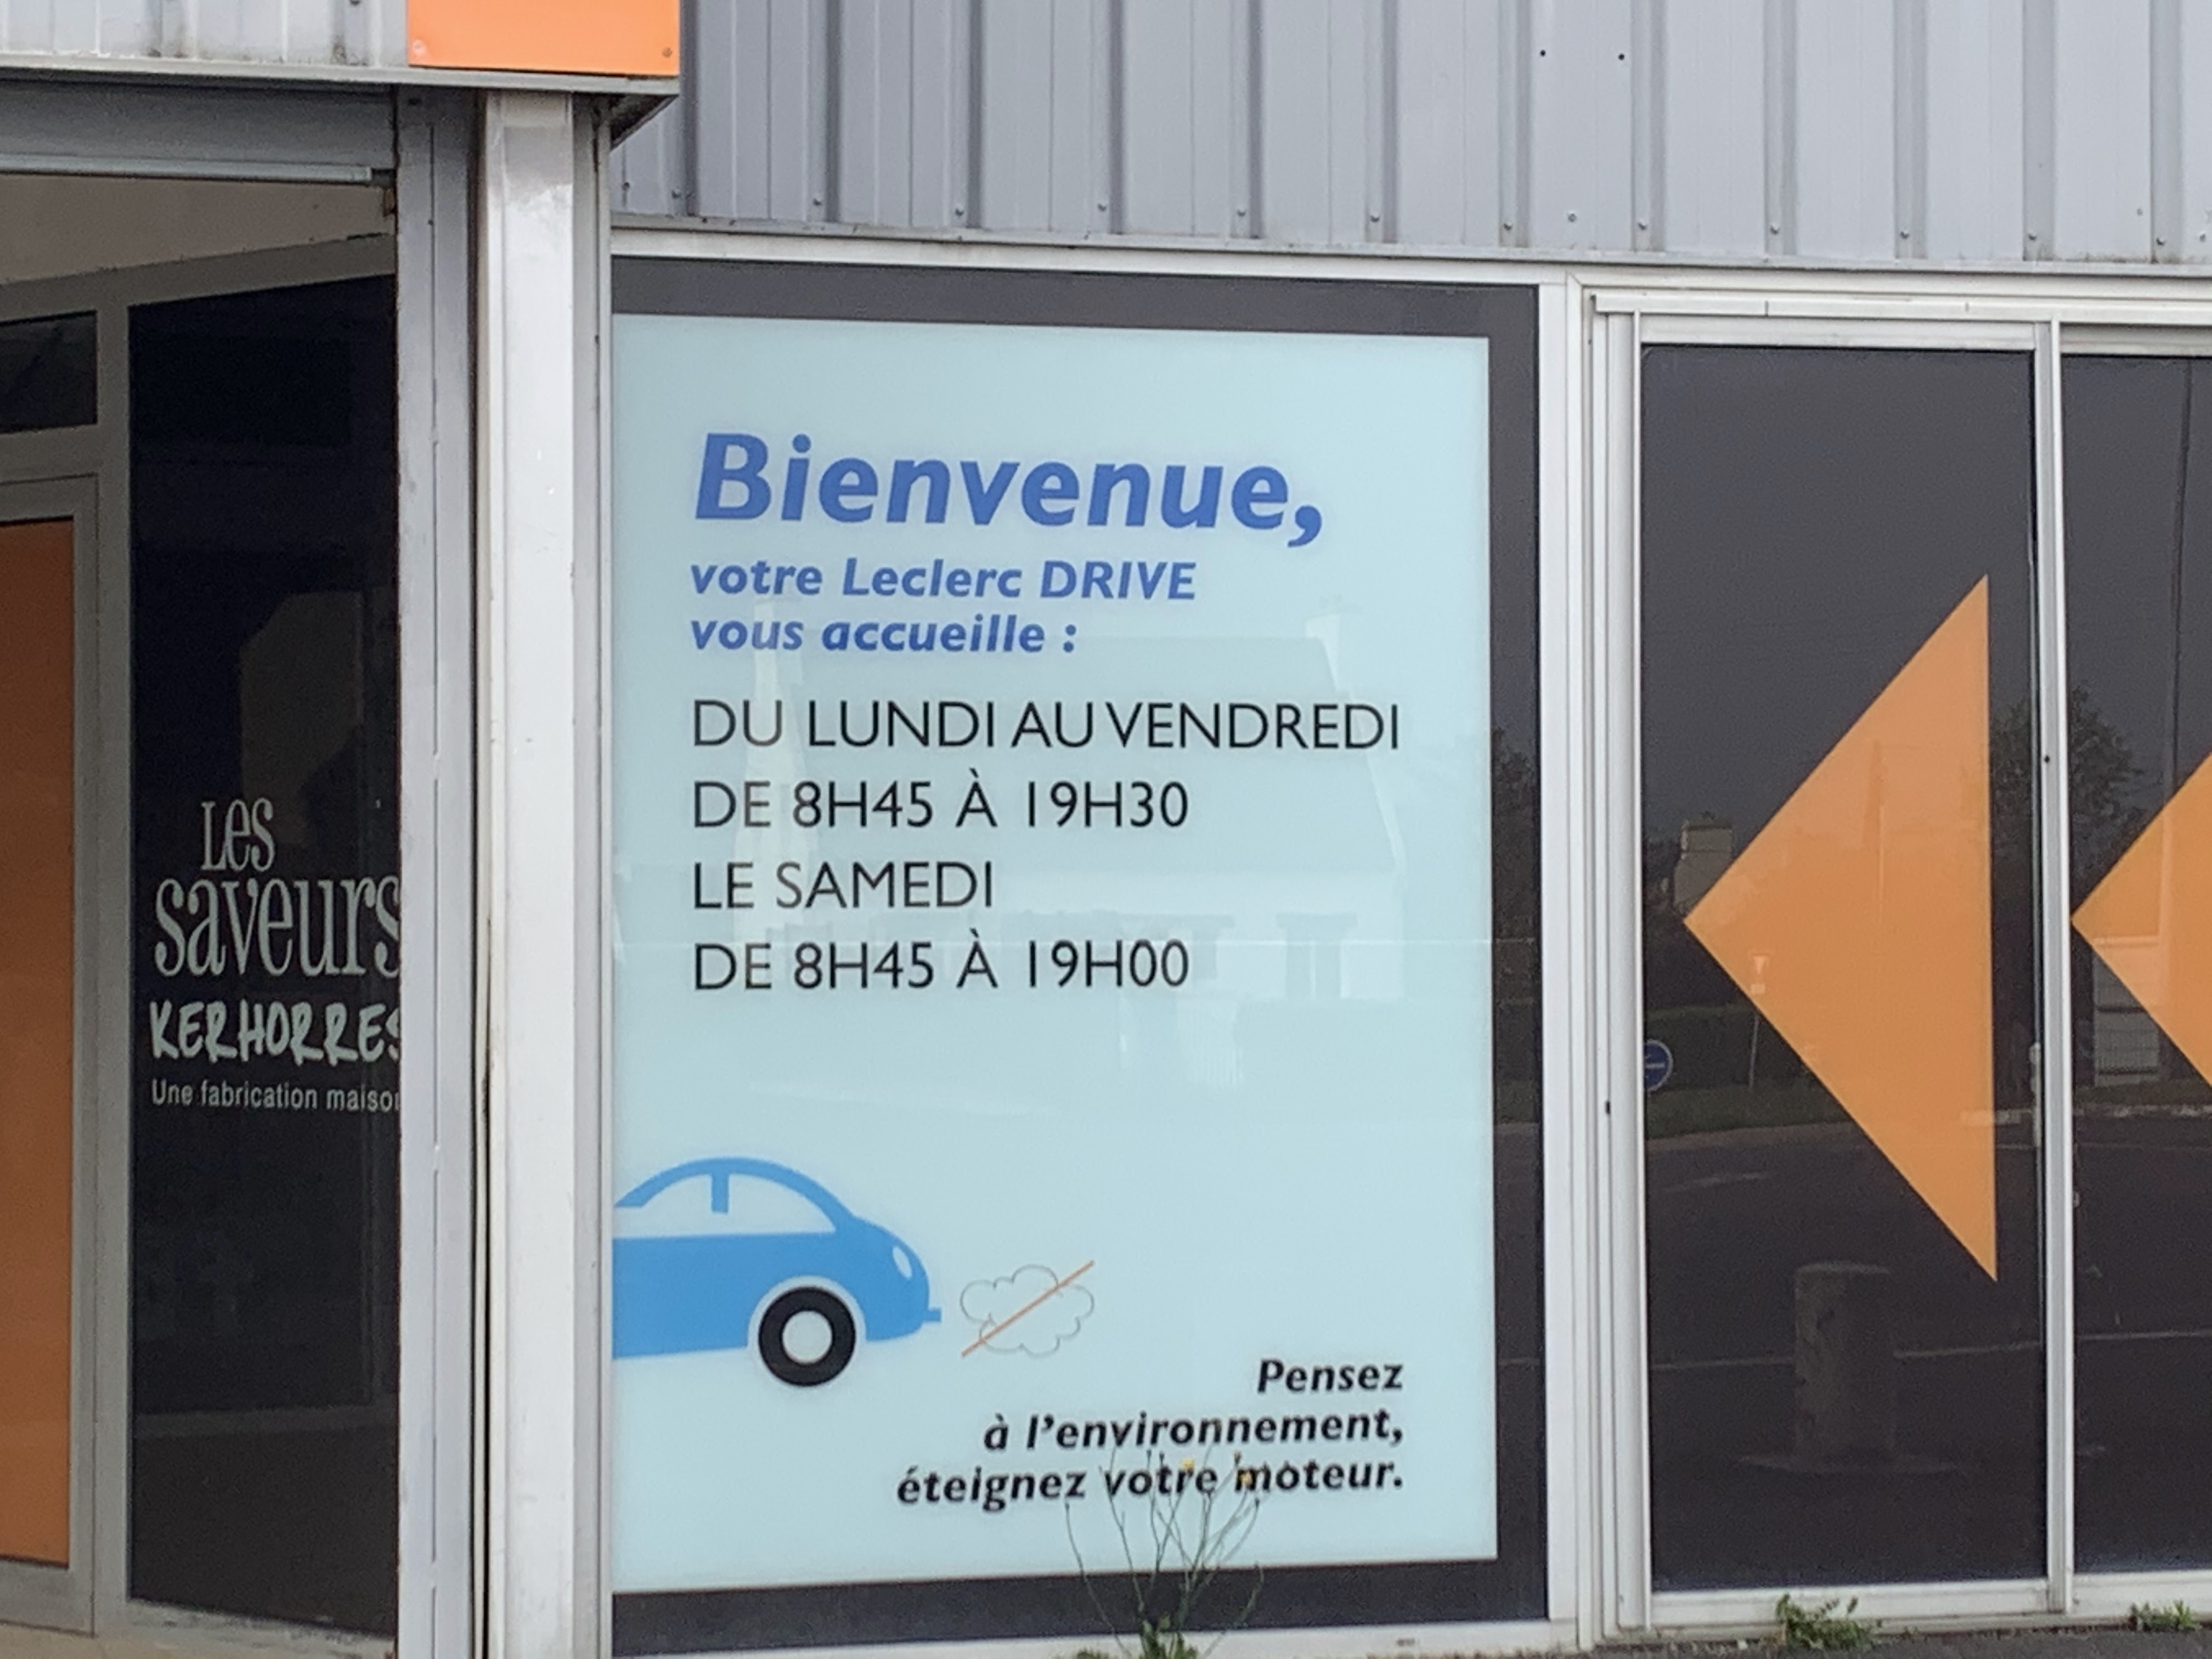 Bienvenue,
votre Leclerc DRIVE
vous accueille :
DU LUNDI AU VENDREDI
DE 8H45 À 19H30
LE SAMEDI
DE 8H45 À 19H00
Pensez
à l'environnement,
éteignez votre moteur.
Les
saveurs
KERHORRES
Une fabrication maison